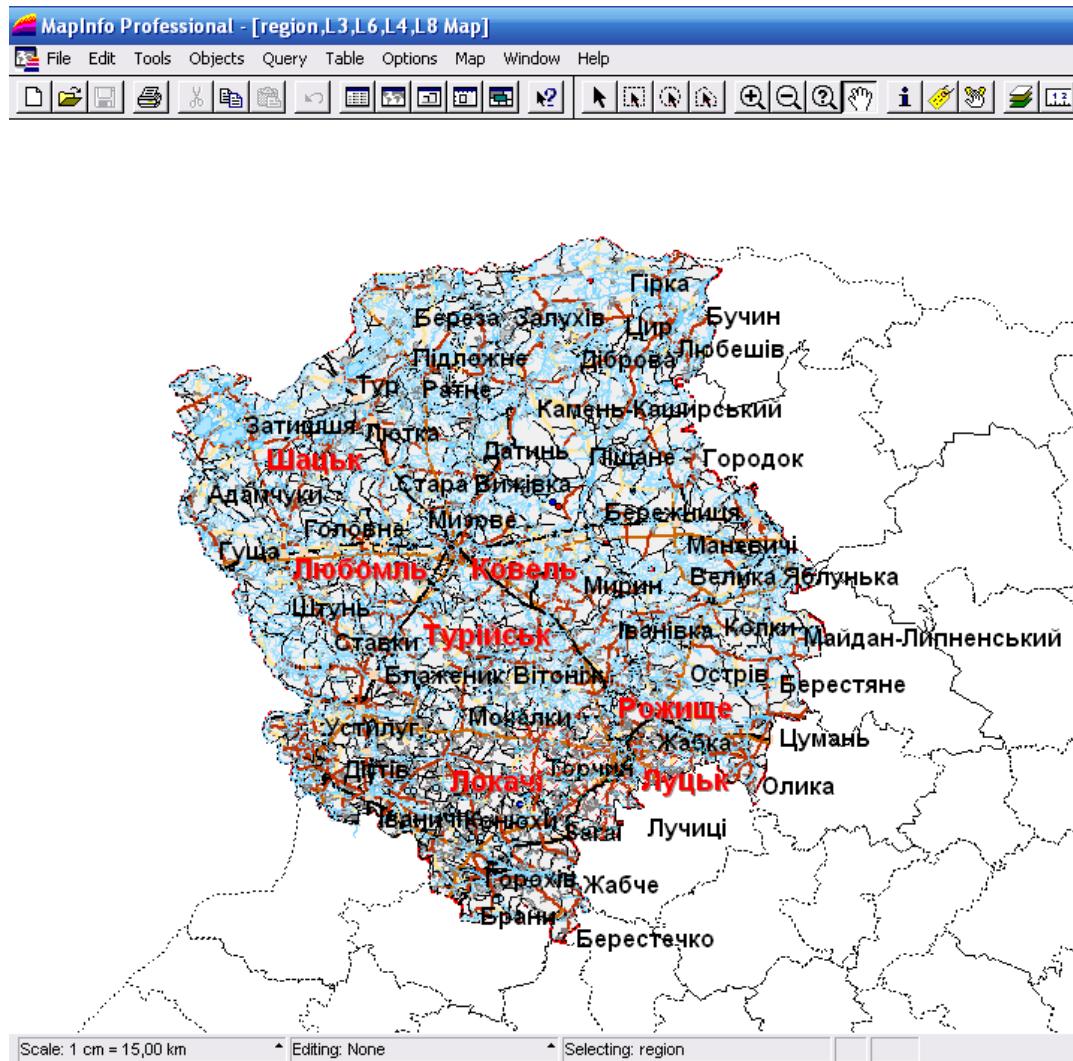 MapInfo Professional - [region,L3,L6,L4,L8 Map]
File Edit Tools Objects Query Table Options Map Window Help
Гірка
Береза Залухів Цир Бучин
Підложне Діброва Любешів
Тур Ратне
Камень-Каширський
Затишшя Лютка
Датинь Піщане Городок
Шацьк
Адамчуки Стара Вижівка
Головне Мизове Бережниця
Гуща Маневичі
Любомль Ковель Мирин Велика Яблунька
Штунь
Ставки Турійськ Іванівка Колки Майдан-Липненський
Блаженик Вітоніж Острів Берестяне
Рожище
Устилуг Мочалки Жабка Цумань
Локачі Торчин Луцьк Олика
Іваничі Конюхи Sагаї Лучиці
Горохів Жабче
Брани
Берестечко
Scale: 1 cm = 15,00 km Editing: None Selecting: region